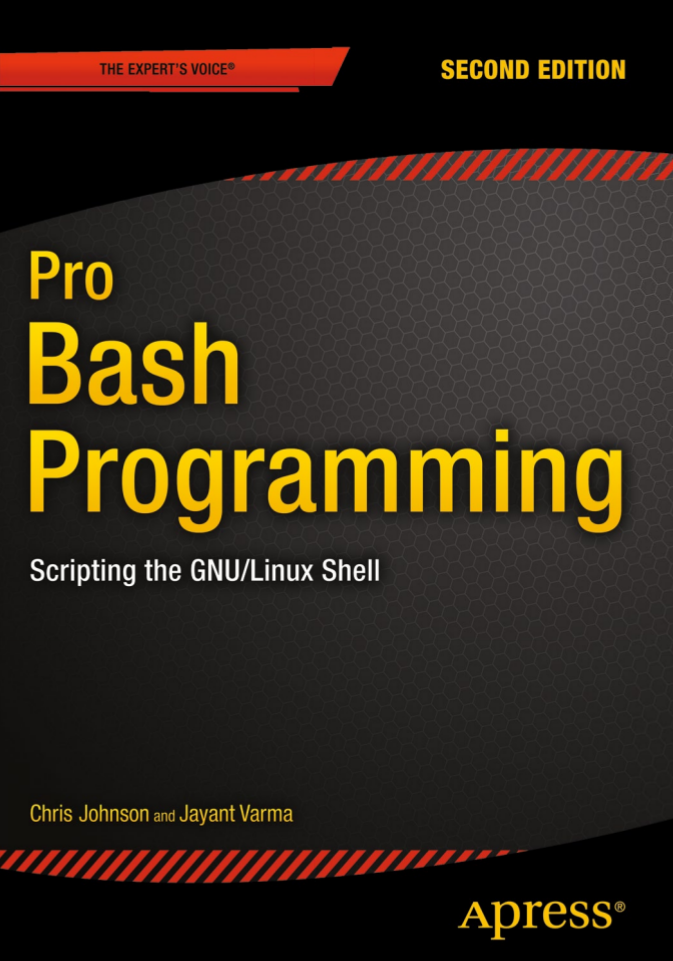 THE EXPERT'S VOICE®
SECOND EDITION
Pro
Bash
Programming
Scripting the GNU/Linux Shell
Chris Johnson and Jayant Varma
Apress®